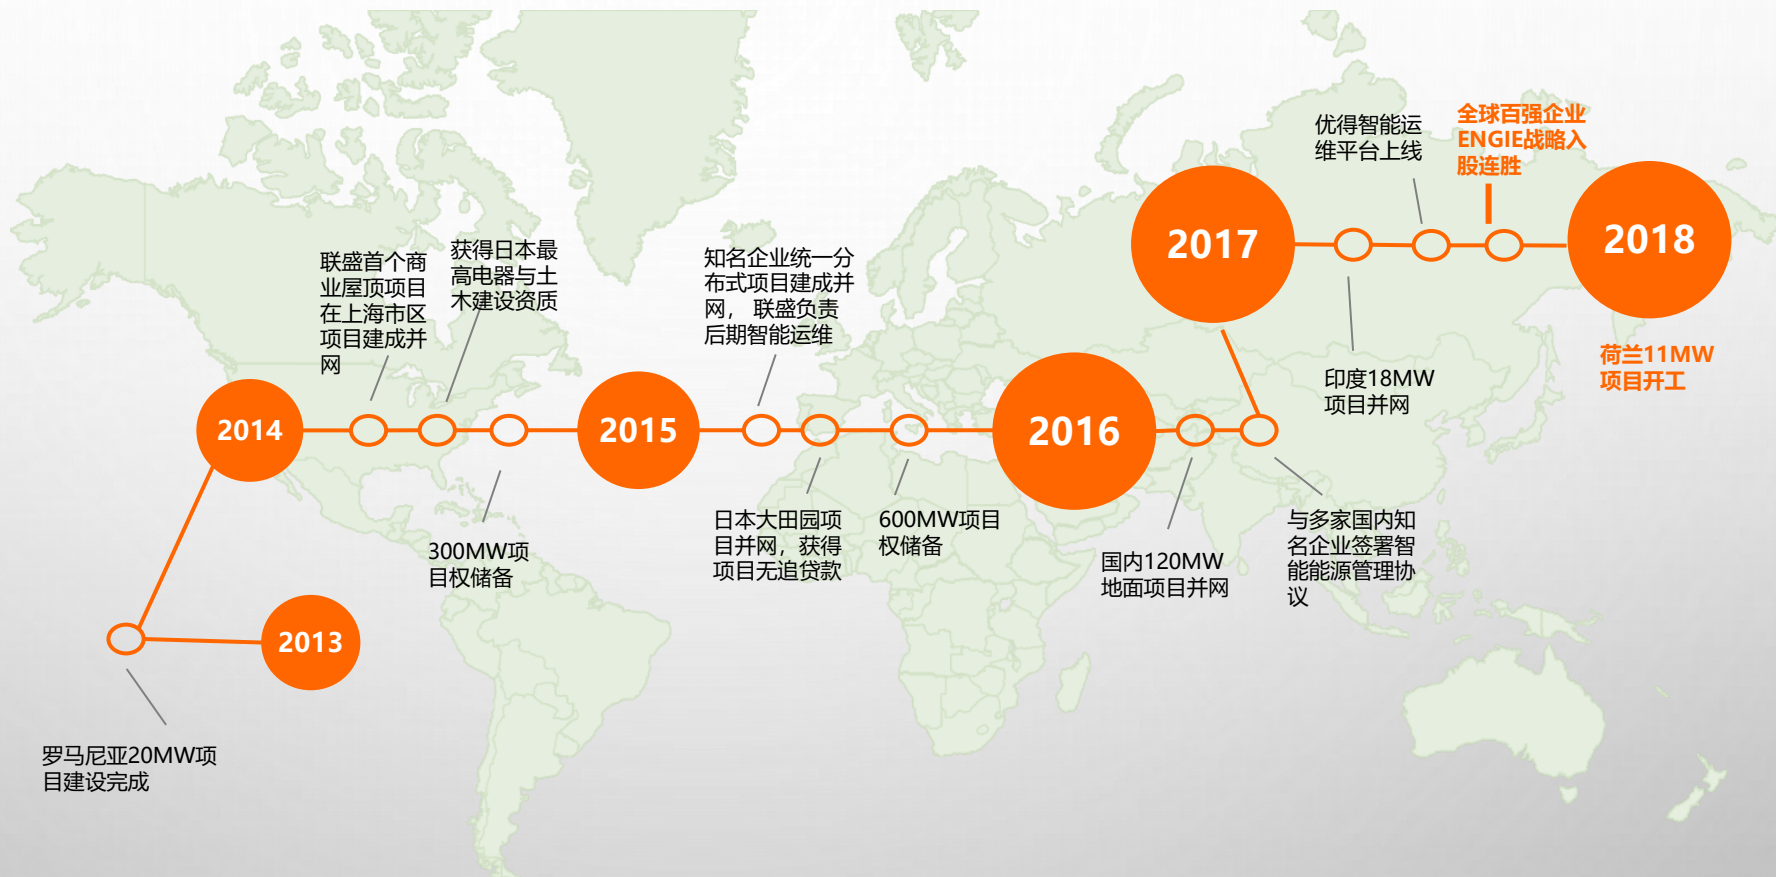 2013
罗马尼亚20MW项
目建设完成
2014
联盛首个商
业屋顶项目
在上海市区
项目建成并
网
获得日本最
高电器与土
木建设资质
300MW项
目权储备
2015
知名企业统一分
布式项目建成并
网， 联盛负责
后期智能运维
日本大田园项
目并网，获得
项目无追贷款
600MW项目
权储备
2016
国内120MW
地面项目并网
与多家国内知
名企业签署智
能能源管理协
议
2017
印度18MW
项目并网
优得智能运
维平台上线
全球百强企业
ENGIE战略入
股连胜
2018
荷兰11MW
项目开工